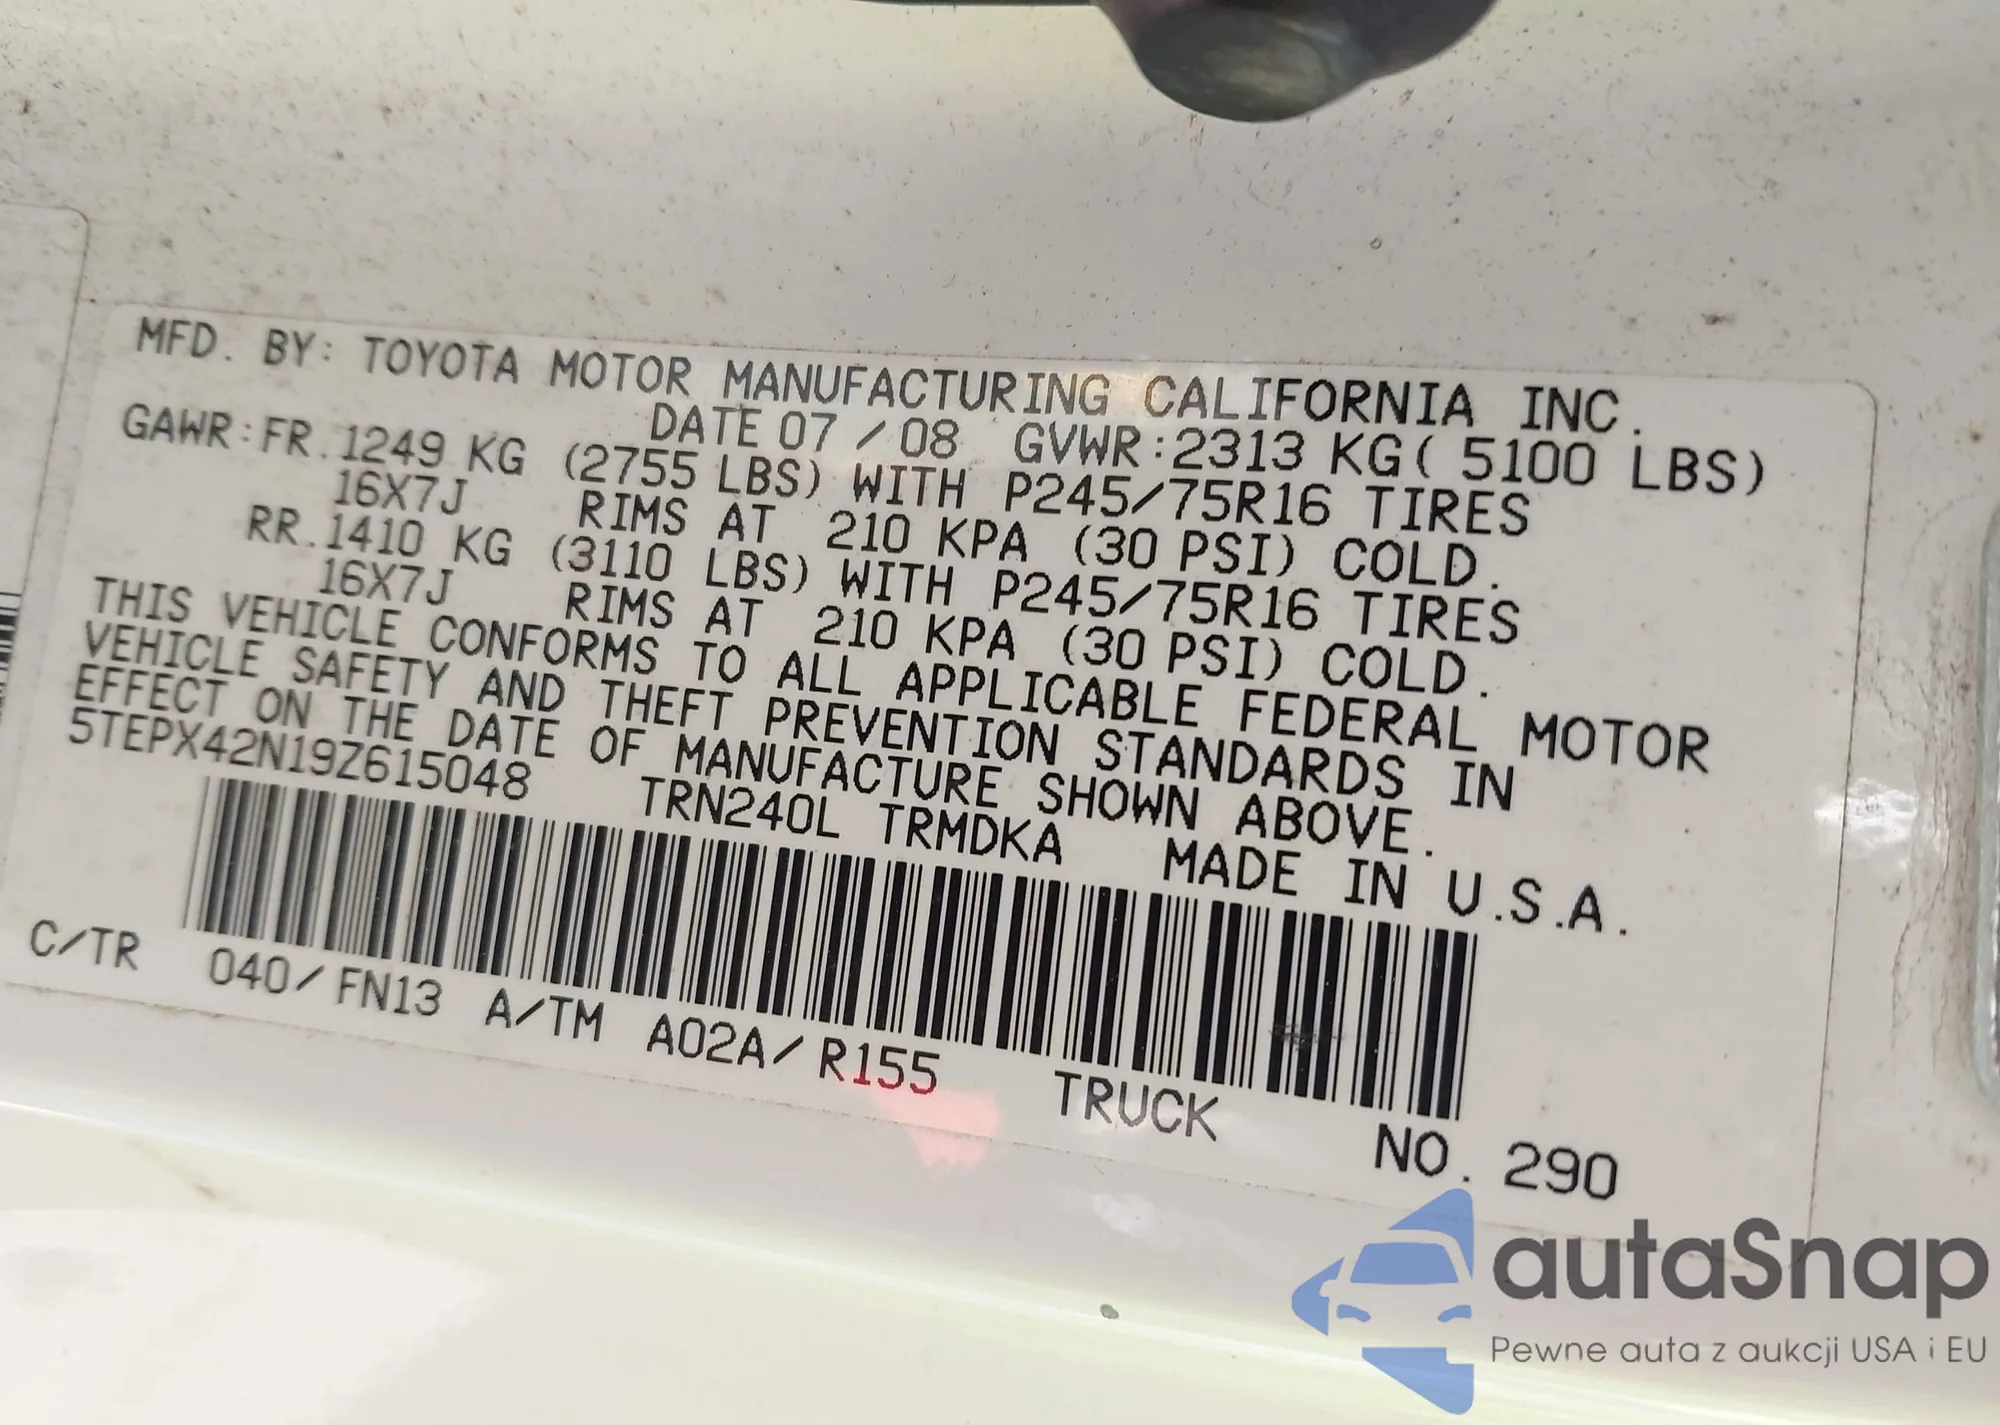 MFD. BY: TOYOTA MOTOR MANUFACTURING CALIFORNIA INC.
DATE 07 / 08 GVWR:2313 KG( 5100 LBS)
GAWR:FR.1249 KG (2755 LBS) WITH P245/75R16 TIRES
16X7J RIMS AT 210 KPA (30 PSI) COLD.
RR.1410 KG (3110 LBS) WITH P245/75R16 TIRES
16X7J RIMS AT 210 KPA (30 PSI) COLD.
THIS VEHICLE CONFORMS TO ALL APPLICABLE FEDERAL MOTOR
VEHICLE SAFETY AND THEFT PREVENTION STANDARDS IN
EFFECT ON THE DATE OF MANUFACTURE SHOWN ABOVE.
5TEPX42N19Z615048 TRN240L TRMDKA MADE IN U.S.A.
C/TR 040/FN13 A/TM A02A/R155 TRUCK NO. 290
autaSnap
Pewne auta z aukcji USA i EU